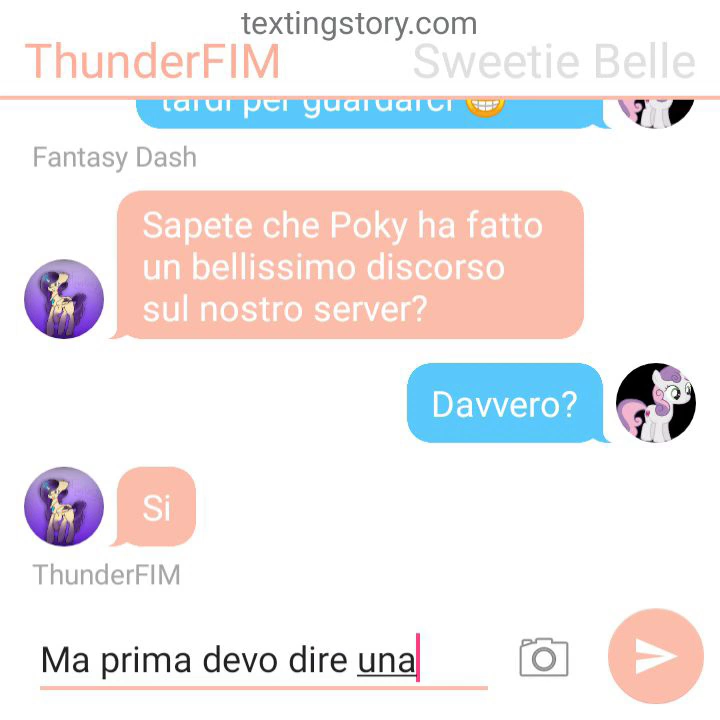 textingstory.com
ThunderFIM Sweetie Belle
tardi per guardarci 😁
Fantasy Dash
Sapete che Poky ha fatto
un bellissimo discorso
sul nostro server?
Davvero?
Si
ThunderFIM
Ma prima devo dire una